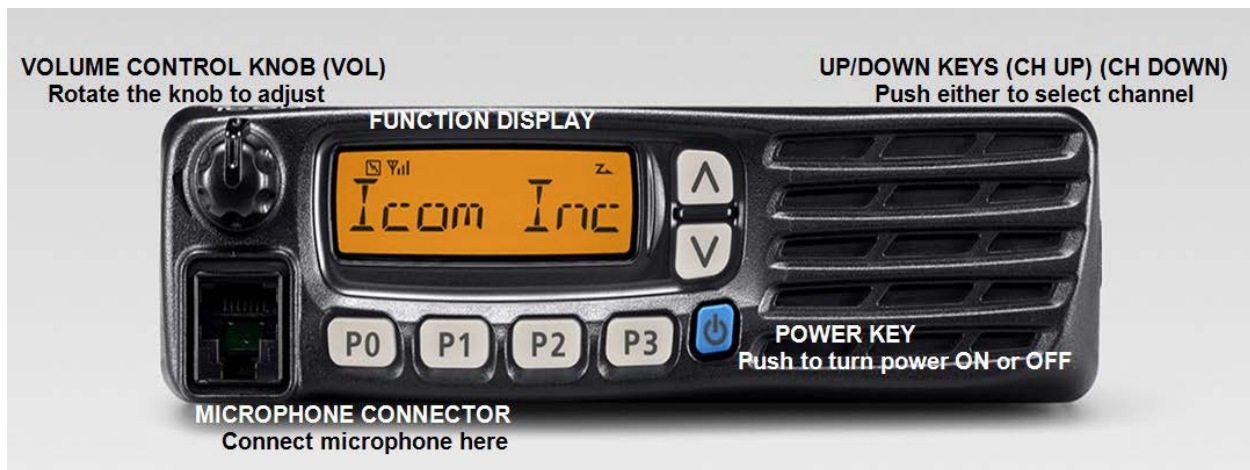 VOLUME CONTROL KNOB (VOL)
Rotate the knob to adjust
UP/DOWN KEYS (CH UP) (CH DOWN)
Push either to select channel
FUNCTION DISPLAY
Icom Inc
P0 P1 P2 P3
POWER KEY
Push to turn power ON or OFF
MICROPHONE CONNECTOR
Connect microphone here